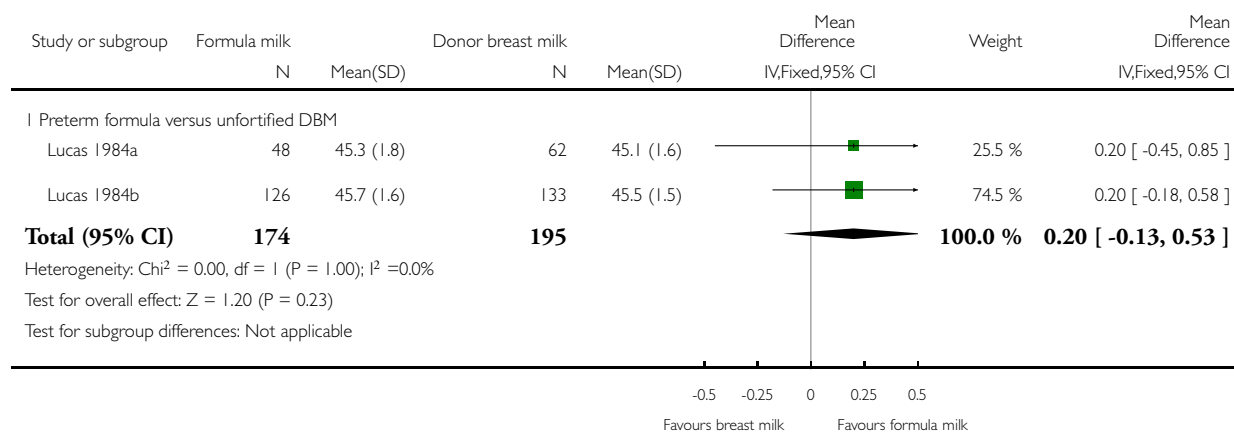 Mean Mean
Study or subgroup Formula milk Donor breast milk Difference Weight Difference
N Mean(SD) N Mean(SD) IV,Fixed,95% CI IV,Fixed,95% CI
1 Preterm formula versus unfortified DBM
Lucas 1984a 48 45.3 (1.8) 62 45.1 (1.6) 25.5 % 0.20 [ -0.45, 0.85 ]
Lucas 1984b 126 45.7 (1.6) 133 45.5 (1.5) 74.5 % 0.20 [ -0.18, 0.58 ]
Total (95% CI) 174 195 100.0 % 0.20 [ -0.13, 0.53 ]
Heterogeneity: Chi² = 0.00, df = 1 (P = 1.00); I² =0.0%
Test for overall effect: Z = 1.20 (P = 0.23)
Test for subgroup differences: Not applicable
-0.5 -0.25 0 0.25 0.5
Favours breast milk Favours formula milk